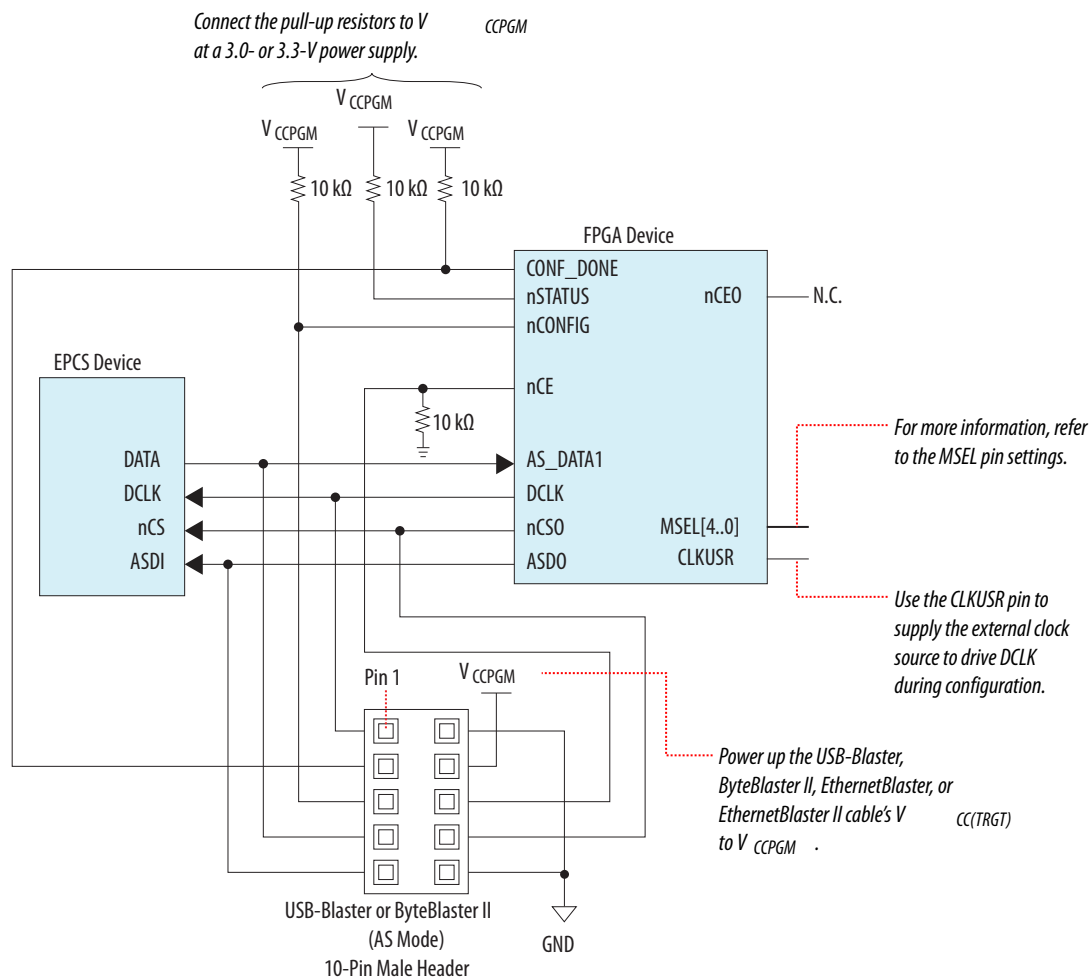 Connect the pull-up resistors to V CCPGM
at a 3.0- or 3.3-V power supply.
V CCPGM
V CCPGM
V CCPGM
10 kΩ
10 kΩ
10 kΩ
FPGA Device
CONF_DONE
nSTATUS
nCEO
N.C.
nCONFIG
EPCS Device
nCE
10 kΩ
For more information, refer
to the MSEL pin settings.
DATA
AS_DATA1
DCLK
DCLK
nCS
nCSO
MSEL[4..0]
ASDI
ASDO
CLKUSR
Use the CLKUSR pin to
supply the external clock
source to drive DCLK
during configuration.
Pin 1
V CCPGM
Power up the USB-Blaster,
ByteBlaster II, EthernetBlaster, or
EthernetBlaster II cable's V CC(TRGT)
to V CCPGM .
USB-Blaster or ByteBlaster II
(AS Mode)
10-Pin Male Header
GND